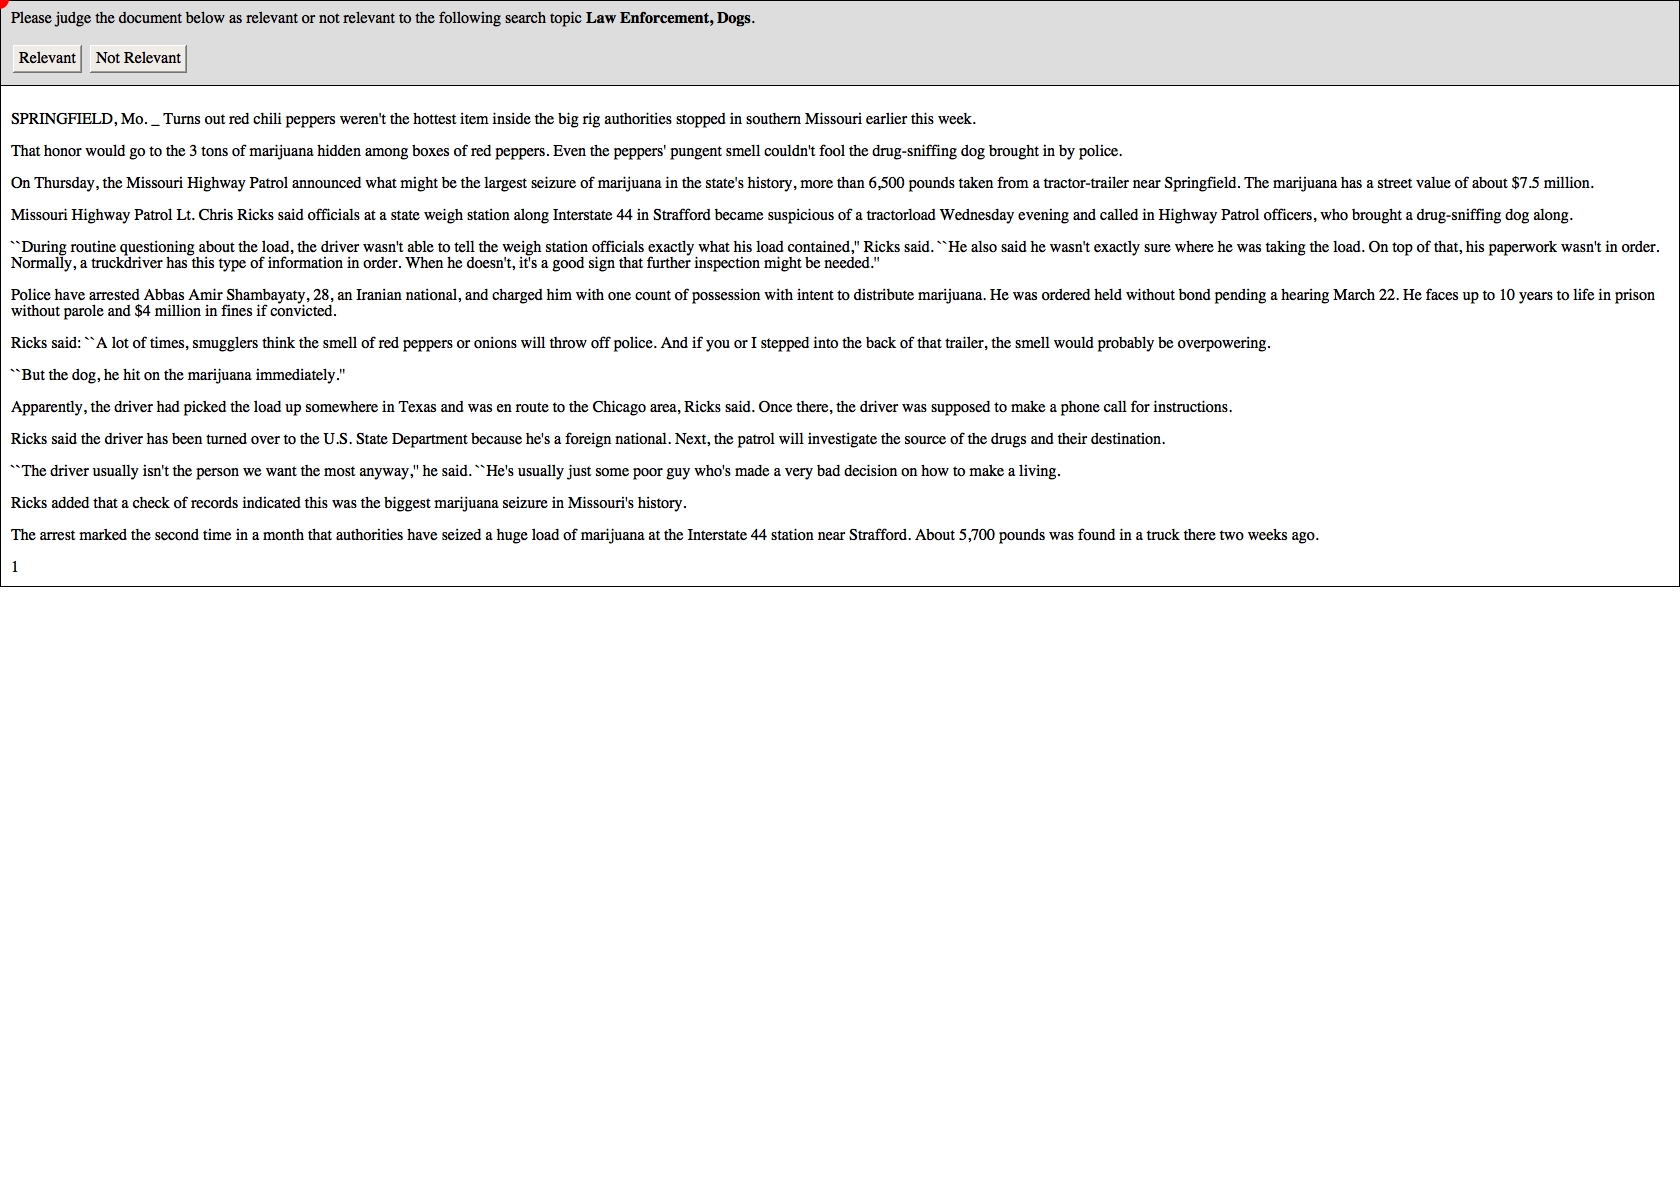 Please judge the document below as relevant or not relevant to the following search topic Law Enforcement, Dogs.
Relevant Not Relevant
SPRINGFIELD, Mo. _ Turns out red chili peppers weren't the hottest item inside the big rig authorities stopped in southern Missouri earlier this week.
That honor would go to the 3 tons of marijuana hidden among boxes of red peppers. Even the peppers' pungent smell couldn't fool the drug-sniffing dog brought in by police.
On Thursday, the Missouri Highway Patrol announced what might be the largest seizure of marijuana in the state's history, more than 6,500 pounds taken from a tractor-trailer near Springfield. The marijuana has a street value of about $7.5 million.
Missouri Highway Patrol Lt. Chris Ricks said officials at a state weigh station along Interstate 44 in Strafford became suspicious of a tractorload Wednesday evening and called in Highway Patrol officers, who brought a drug-sniffing dog along.
``During routine questioning about the load, the driver wasn't able to tell the weigh station officials exactly what his load contained,'' Ricks said. ``He also said he wasn't exactly sure where he was taking the load. On top of that, his paperwork wasn't in order.
Normally, a truckdriver has this type of information in order. When he doesn't, it's a good sign that further inspection might be needed.''
Police have arrested Abbas Amir Shambayaty, 28, an Iranian national, and charged him with one count of possession with intent to distribute marijuana. He was ordered held without bond pending a hearing March 22. He faces up to 10 years to life in prison
without parole and $4 million in fines if convicted.
Ricks said: ``A lot of times, smugglers think the smell of red peppers or onions will throw off police. And if you or I stepped into the back of that trailer, the smell would probably be overpowering.
``But the dog, he hit on the marijuana immediately.''
Apparently, the driver had picked the load up somewhere in Texas and was en route to the Chicago area, Ricks said. Once there, the driver was supposed to make a phone call for instructions.
Ricks said the driver has been turned over to the U.S. State Department because he's a foreign national. Next, the patrol will investigate the source of the drugs and their destination.
``The driver usually isn't the person we want the most anyway,'' he said. ``He's usually just some poor guy who's made a very bad decision on how to make a living.
Ricks added that a check of records indicated this was the biggest marijuana seizure in Missouri's history.
The arrest marked the second time in a month that authorities have seized a huge load of marijuana at the Interstate 44 station near Strafford. About 5,700 pounds was found in a truck there two weeks ago.
1